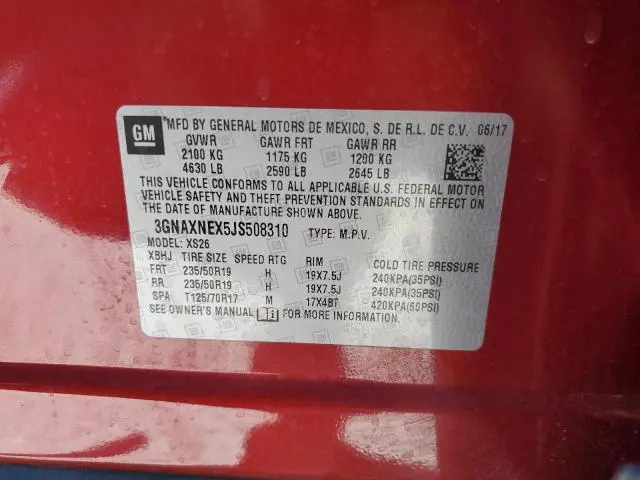 GM
*MFD BY GENERAL MOTORS DE MEXICO, S. DE R.L. DE C.V. 06/17
GVWR GAWR FRT GAWR RR
2100 KG 1175 KG 1200 KG
4630 LB 2590 LB 2645 LB
THIS VEHICLE CONFORMS TO ALL APPLICABLE U.S. FEDERAL MOTOR
VEHICLE SAFETY AND THEFT PREVENTION STANDARDS IN EFFECT
ON THE DATE OF MANUFACTURE SHOWN ABOVE.
3GNAXNEX5JS508310 TYPE: M.P.V.
MODEL: XS26
XBHJ TIRE SIZE SPEED RTG RIM COLD TIRE PRESSURE
FRT 235/50R19 H 19X7.5J 240KPA(35PSI)
RR 235/50R19 H 19X7.5J 240KPA(35PSI)
SPA T125/70R17 M 17X4BT 420KPA(60PSI)
SEE OWNER'S MANUAL FOR MORE INFORMATION.